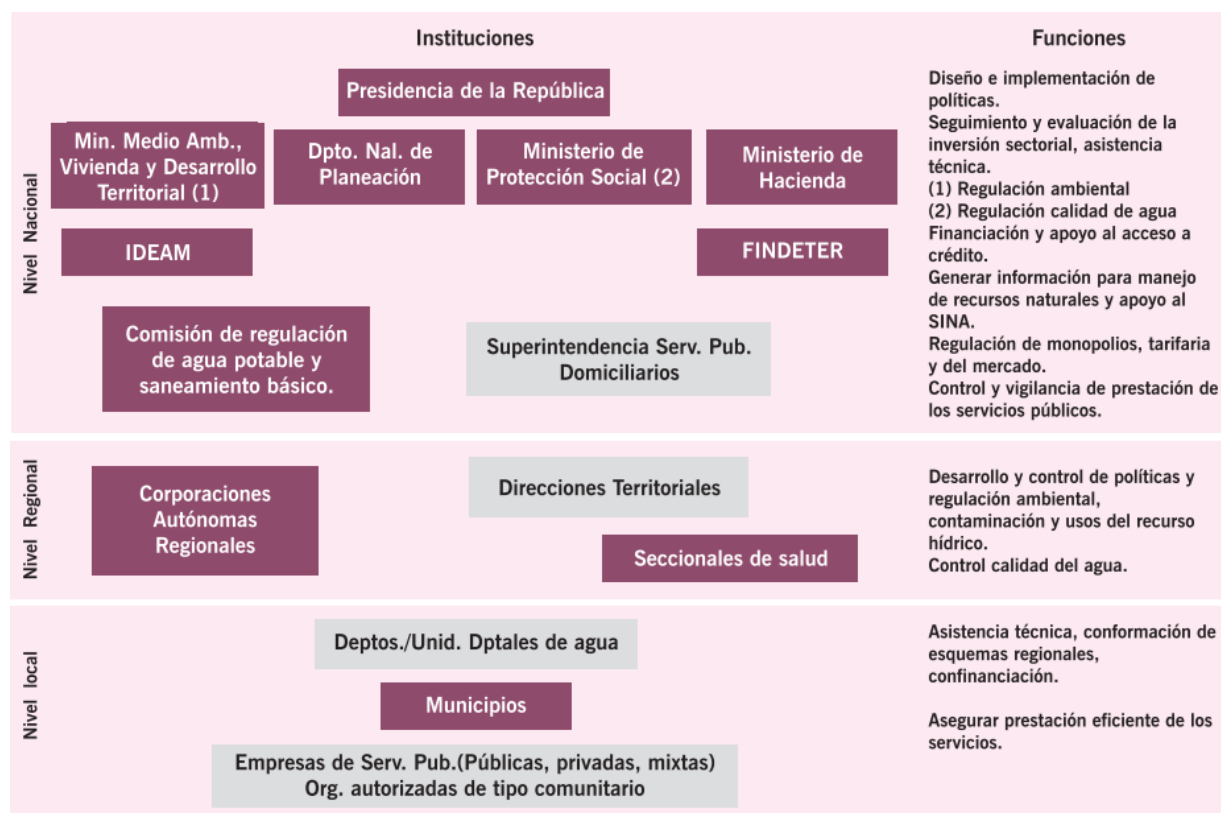 Instituciones
Funciones
Nivel Nacional
Presidencia de la República
Min. Medio Amb.,
Vivienda y Desarrollo
Territorial (1)
Dpto. Nal. de
Planeación
Ministerio de
Protección Social (2)
Ministerio de
Hacienda
IDEAM
FINDETER
Comisión de regulación
de agua potable y
saneamiento básico.
Superintendencia Serv. Pub.
Domiciliarios
Diseño e implementación de
políticas.
Seguimiento y evaluación de la
inversión sectorial, asistencia
técnica.
(1) Regulación ambiental
(2) Regulación calidad de agua
Financiación y apoyo al acceso a
crédito.
Generar información para manejo
de recursos naturales y apoyo al
SINA.
Regulación de monopolios, tarifaria
y del mercado.
Control y vigilancia de prestación de
los servicios públicos.
Nivel Regional
Corporaciones
Autónomas
Regionales
Direcciones Territoriales
Seccionales de salud
Desarrollo y control de políticas y
regulación ambiental,
contaminación y usos del recurso
hídrico.
Control calidad del agua.
Nivel local
Deptos./Unid. Dptales de agua
Municipios
Empresas de Serv. Pub.(Públicas, privadas, mixtas)
Org. autorizadas de tipo comunitario
Asistencia técnica, conformación de
esquemas regionales,
confinanciación.
Asegurar prestación eficiente de los
servicios.